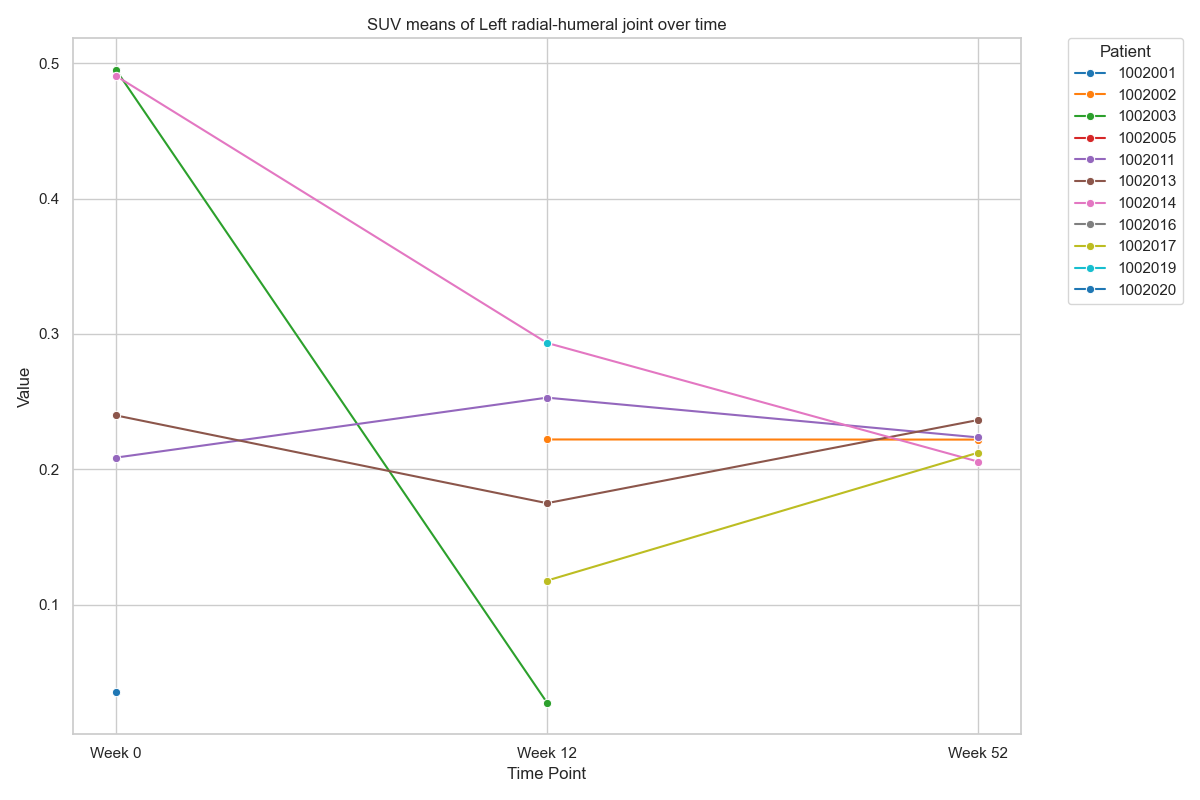 SUV means of Left radial-humeral joint over time
Patient
1002001
1002002
1002003
1002005
1002011
1002013
1002014
1002016
1002017
1002019
1002020
Value
0.5
0.4
0.3
0.2
0.1
Week 0
Week 12
Week 52
Time Point